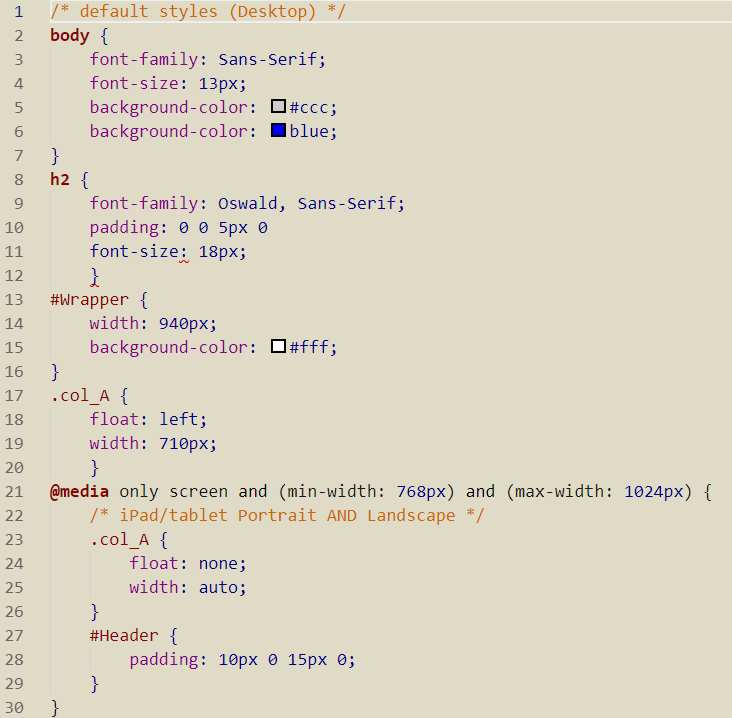 1 /* default styles (Desktop) */
2 body {
3 font-family: Sans-Serif;
4 font-size: 13px;
5 background-color: #ccc;
6 background-color: blue;
7 }
8 h2 {
9 font-family: Oswald, Sans-Serif;
10 padding: 0 0 5px 0
11 font-size: 18px;
12 }
13 #Wrapper {
14 width: 940px;
15 background-color: #fff;
16 }
17 .col_A {
18 float: left;
19 width: 710px;
20 }
21 @media only screen and (min-width: 768px) and (max-width: 1024px) {
22 /* iPad/tablet Portrait AND Landscape */
23 .col_A {
24 float: none;
25 width: auto;
26 }
27 #Header {
28 padding: 10px 0 15px 0;
29 }
30 }